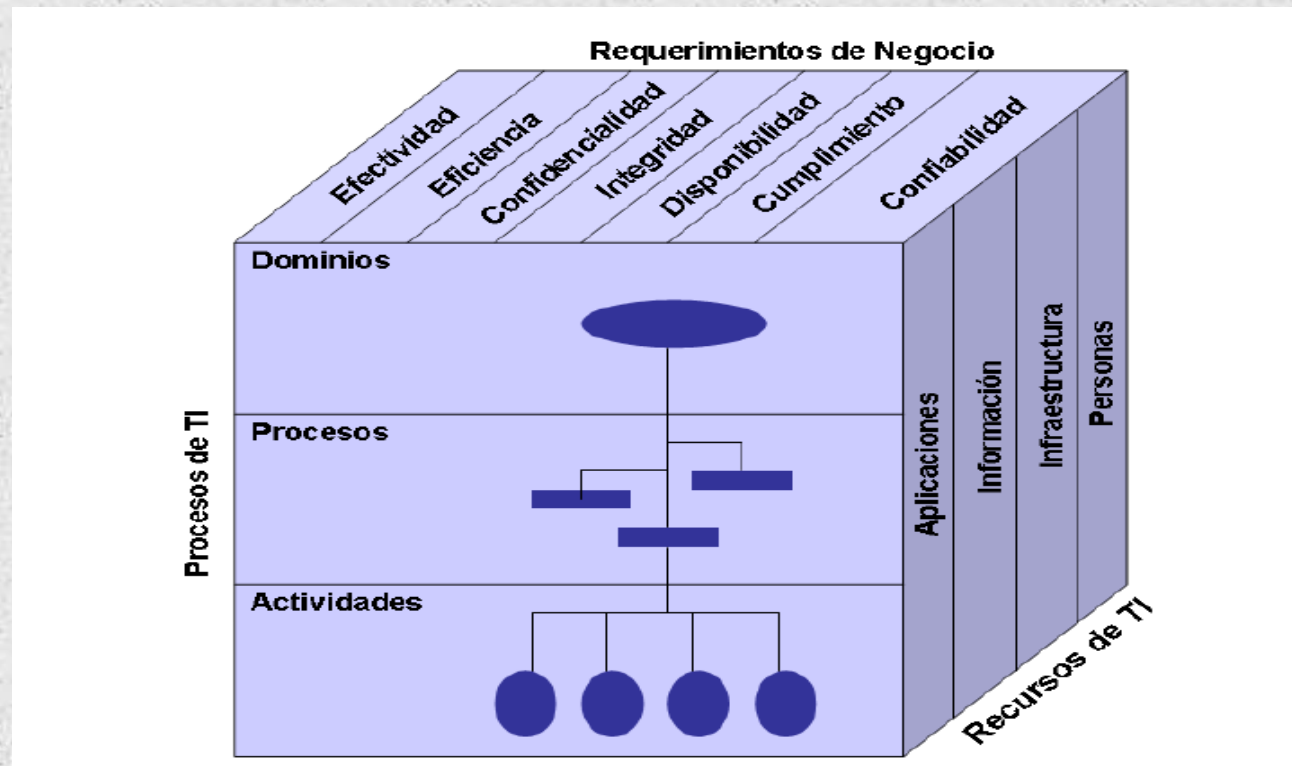 Requerimientos de Negocio
Efectividad
Eficiencia
Confidencialidad
Integridad
Disponibilidad
Cumplimiento
Confiabilidad
Dominios
Procesos
Actividades
Procesos de TI
Aplicaciones
Información
Infraestructura
Personas
Recursos de TI